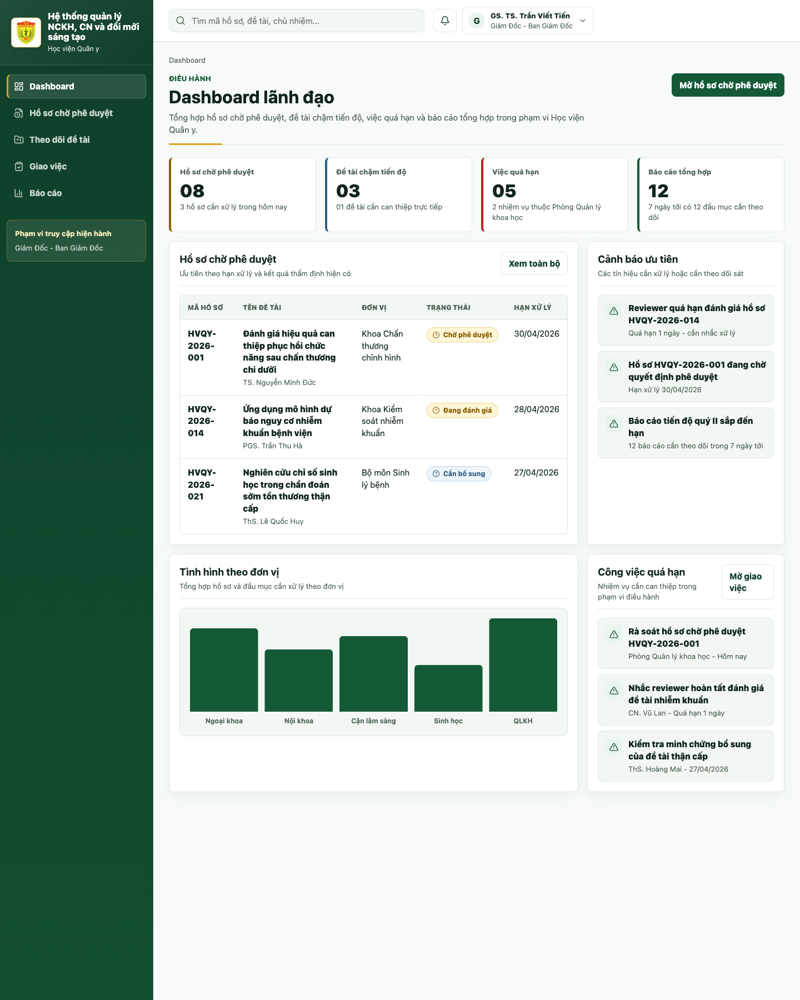 Hệ thống quản lý
NCKH, CN và đổi mới
sáng tạo
Học viện Quân y
Dashboard
Hồ sơ chờ phê duyệt
Theo dõi đề tài
Giao việc
Báo cáo
Phạm vi truy cập hiện hành
Giám Đốc - Ban Giám Đốc
Tìm mã hồ sơ, đề tài, chủ nhiệm...
G
GS. TS. Trần Viết Tiến
Giám Đốc - Ban Giám Đốc
Dashboard
ĐIỀU HÀNH
Dashboard lãnh đạo
Tổng hợp hồ sơ chờ phê duyệt, đề tài chậm tiến độ, việc quá hạn và báo cáo tổng hợp trong phạm vi Học viện
Quân y.
Mở hồ sơ chờ phê duyệt
Hồ sơ chờ phê duyệt
08
3 hồ sơ cần xử lý trong hôm nay
Đề tài chậm tiến độ
03
01 đề tài cần can thiệp trực tiếp
Việc quá hạn
05
2 nhiệm vụ thuộc Phòng Quản lý
khoa học
Báo cáo tổng hợp
12
7 ngày tới có 12 đầu mục cần theo
dõi
Hồ sơ chờ phê duyệt
Ưu tiên theo hạn xử lý và kết quả thẩm định hiện có
Xem toàn bộ
MÃ HỒ SƠ
TÊN ĐỀ TÀI
ĐƠN VỊ
TRẠNG THÁI
HẠN XỬ LÝ
HVQY-
2026-
001
Đánh giá hiệu quả can
thiệp phục hồi chức
năng sau chấn thương
chi dưới
TS. Nguyễn Minh Đức
Khoa Chấn
thương
chỉnh hình
Chờ phê duyệt
30/04/2026
HVQY-
2026-
014
Ứng dụng mô hình dự
báo nguy cơ nhiễm
khuẩn bệnh viện
PGS. Trần Thu Hà
Khoa Kiểm
soát nhiễm
khuẩn
Đang đánh giá
28/04/2026
HVQY-
2026-
021
Nghiên cứu chỉ số sinh
học trong chẩn đoán
sớm tổn thương thận
cấp
ThS. Lê Quốc Huy
Bộ môn Sinh
lý bệnh
Cần bổ sung
27/04/2026
Cảnh báo ưu tiên
Các tín hiệu cần xử lý hoặc cần theo dõi sát
Reviewer quá hạn đánh giá hồ sơ
HVQY-2026-014
Quá hạn 1 ngày - cần nhắc xử lý
Hồ sơ HVQY-2026-001 đang chờ
quyết định phê duyệt
Hạn xử lý 30/04/2026
Báo cáo tiến độ quý II sắp đến
hạn
12 báo cáo cần theo dõi trong 7 ngày tới
Tình hình theo đơn vị
Tổng hợp hồ sơ và đầu mục cần xử lý theo đơn vị
Ngoại khoa
Nội khoa
Cận lâm sàng
Sinh học
QLKH
Công việc quá hạn
Nhiệm vụ cần can thiệp trong
phạm vi điều hành
Mở giao
việc
Rà soát hồ sơ chờ phê duyệt
HVQY-2026-001
Phòng Quản lý khoa học - Hôm nay
Nhắc reviewer hoàn tất đánh giá
đề tài nhiễm khuẩn
CN. Vũ Lan - Quá hạn 1 ngày
Kiểm tra minh chứng bổ sung
của đề tài thận cấp
ThS. Hoàng Mai - 27/04/2026